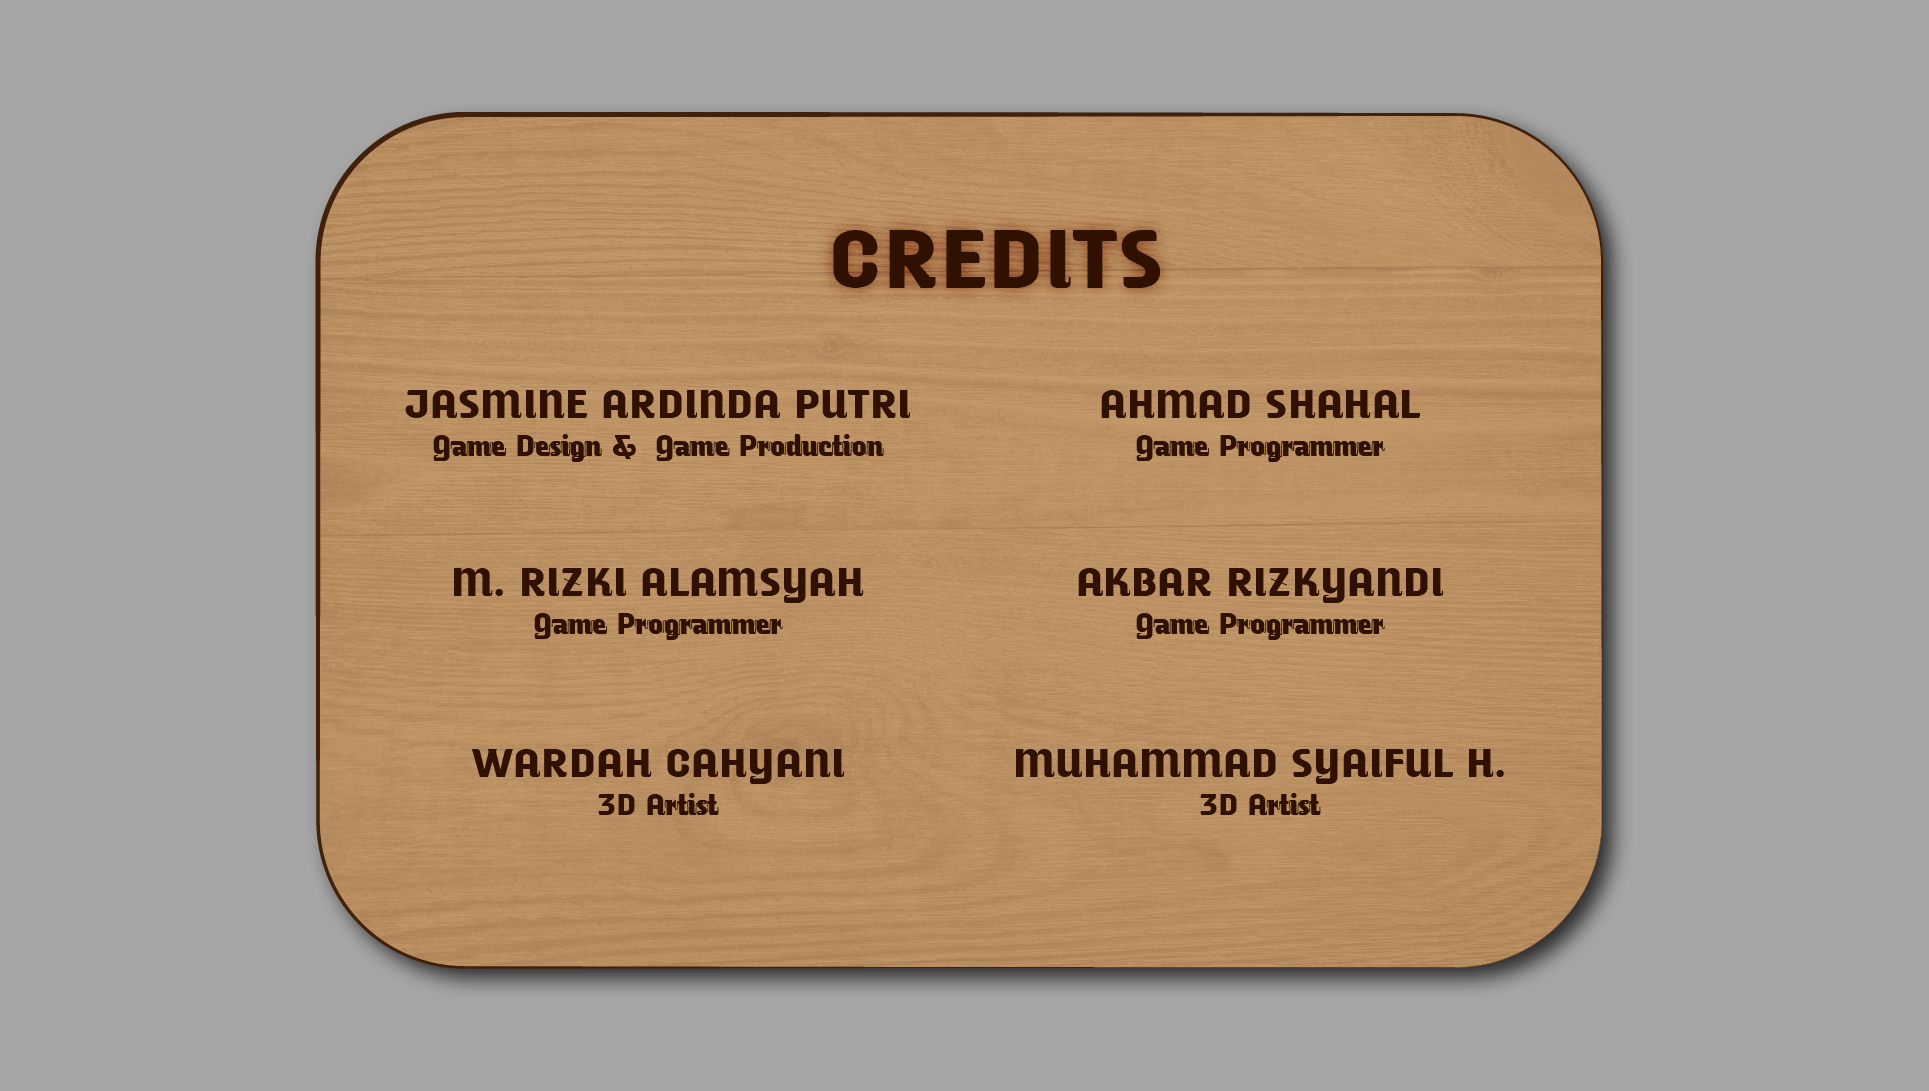 CREDITS
JASMINE ARDINDA PUTRI
Game Design & Game Production
AHMAD SHAHAL
Game Programmer
M. RIZKI ALAMSYAH
Game Programmer
AKBAR RIZKYANDI
Game Programmer
WARDAH CAHYANI
3D Artist
MUHAMMAD SYAIFUL H.
3D Artist